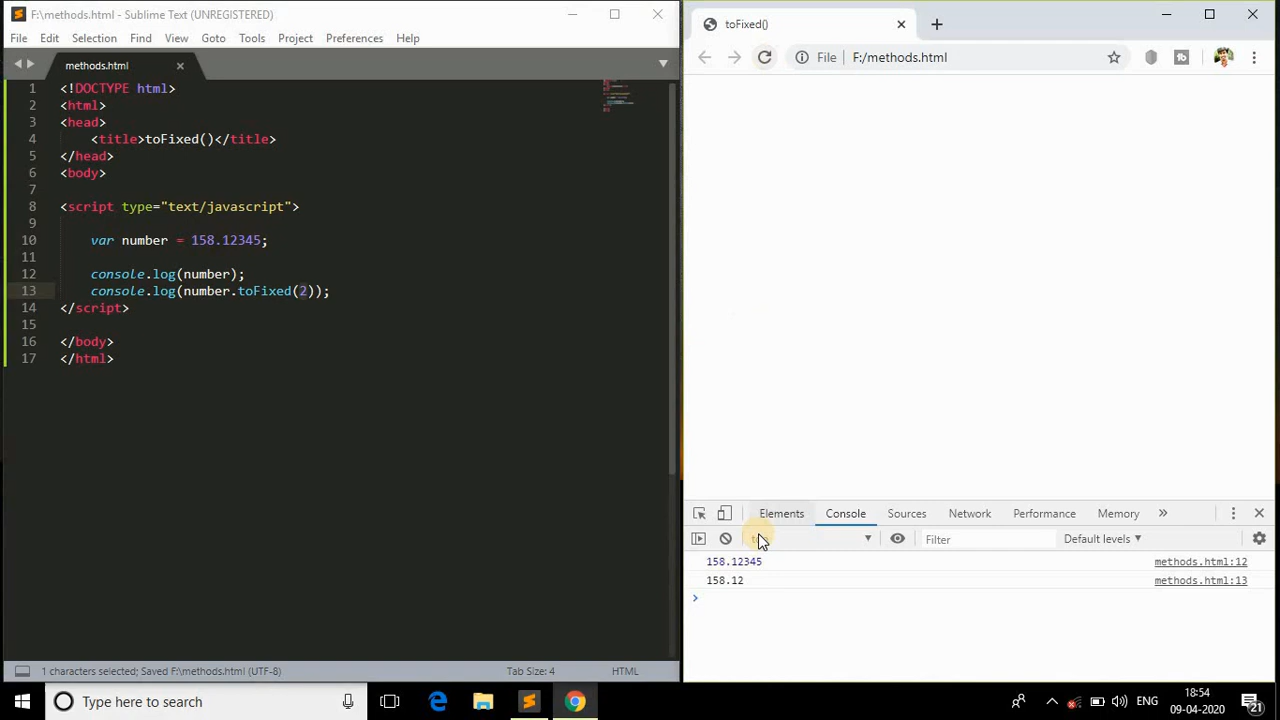 F:\methods.html - Sublime Text (UNREGISTERED)
File Edit Selection Find View Goto Tools Project Preferences Help
methods.html
1 <!DOCTYPE html>
2 <html>
3 <head>
4 <title>toFixed()</title>
5 </head>
6 <body>
7
8 <script type="text/javascript">
9
10 var number = 158.12345;
11
12 console.log(number);
13 console.log(number.toFixed(2));
14 </script>
15
16 </body>
17 </html>
1 characters selected; Saved F:\methods.html (UTF-8) Tab Size: 4 HTML
toFixed()
File F:/methods.html
Elements Console Sources Network Performance Memory »
Filter Default levels
158.12345 methods.html:12
158.12 methods.html:13
>
Type here to search
ENG
18:54
09-04-2020
21